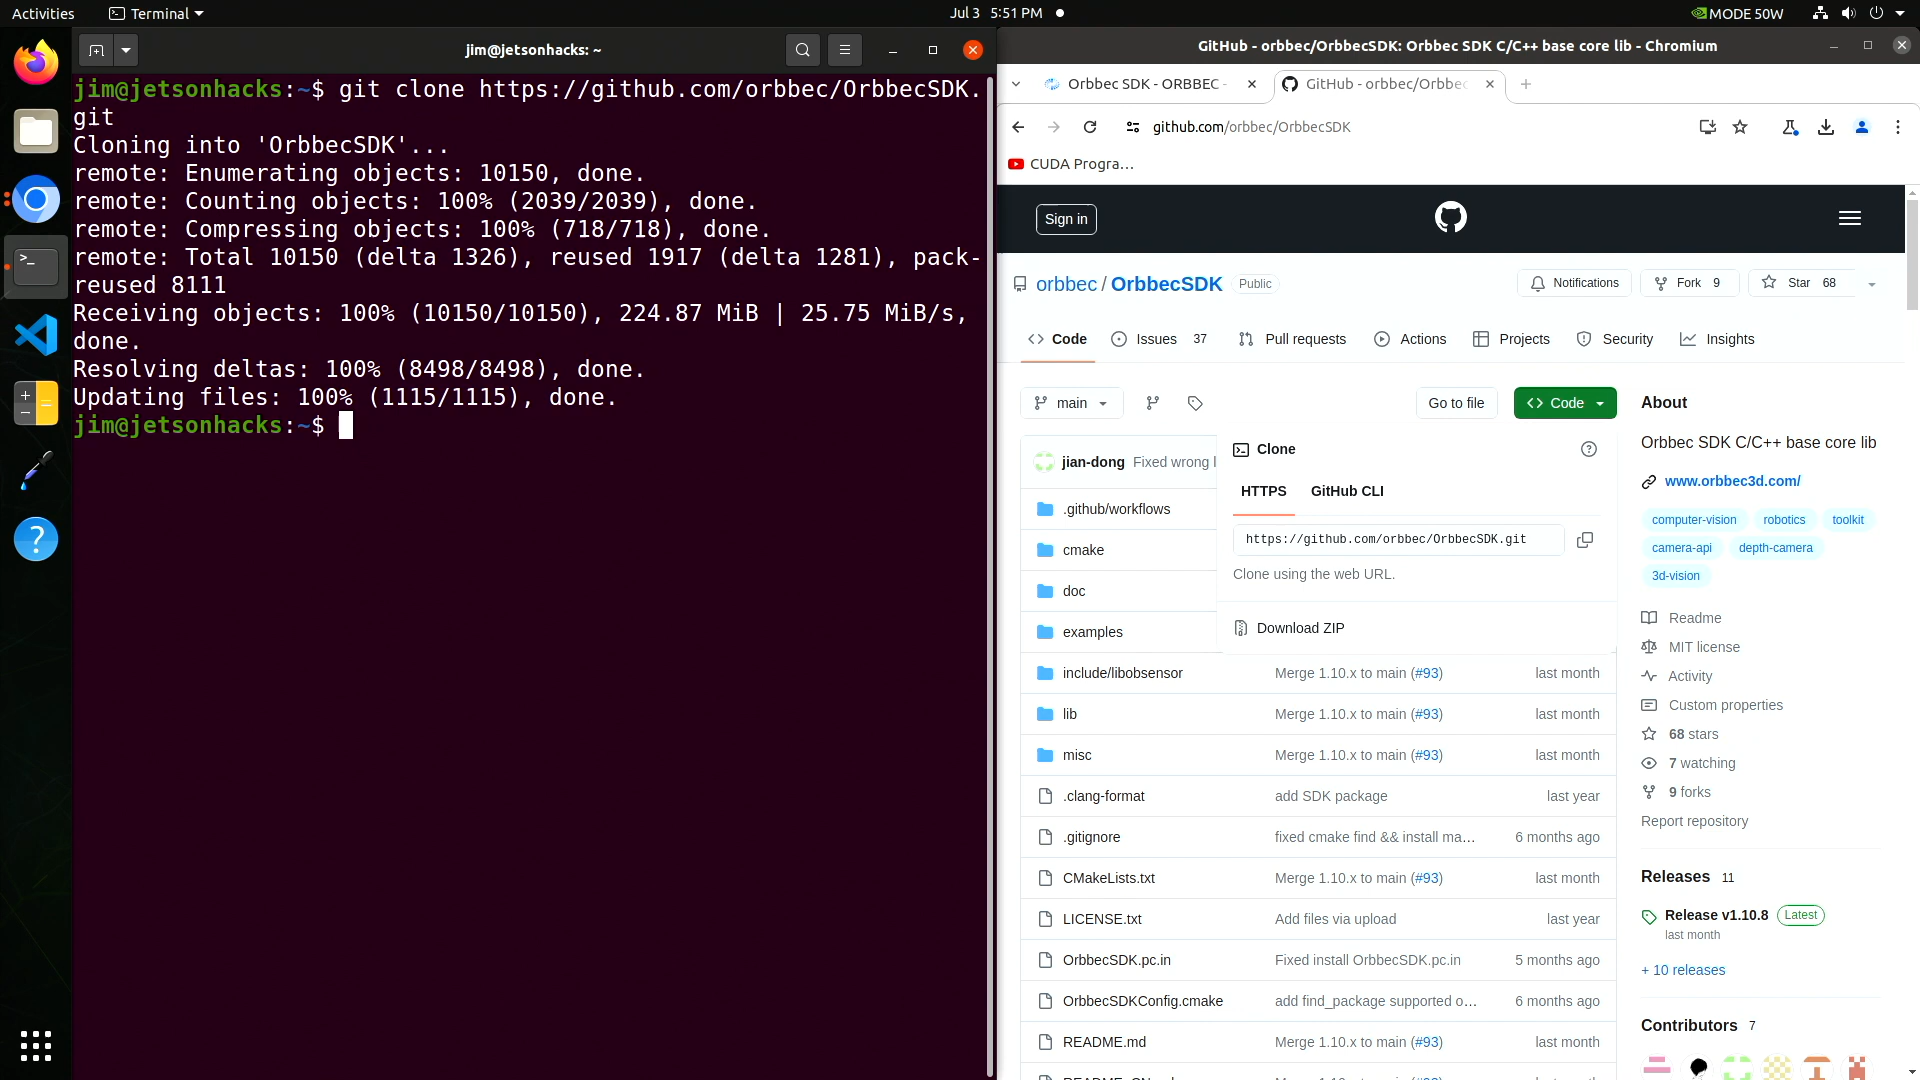 Activities
Terminal
Jul 3 5:51 PM
MODE 50W
jim@jetsonhacks: ~
jim@jetsonhacks:~$ git clone https://github.com/orbbec/OrbbecSDK.
git
Cloning into 'OrbbecSDK'...
remote: Enumerating objects: 10150, done.
remote: Counting objects: 100% (2039/2039), done.
remote: Compressing objects: 100% (718/718), done.
remote: Total 10150 (delta 1326), reused 1917 (delta 1281), pack-
reused 8111
Receiving objects: 100% (10150/10150), 224.87 MiB | 25.75 MiB/s,
done.
Resolving deltas: 100% (8498/8498), done.
Updating files: 100% (1115/1115), done.
jim@jetsonhacks:~$
GitHub - orbbec/OrbbecSDK: Orbbec SDK C/C++ base core lib - Chromium
Orbbec SDK - ORBBEC -
GitHub - orbbec/Orbbec
github.com/orbbec/OrbbecSDK
CUDA Progra…
Sign in
orbbec / OrbbecSDK Public
Notifications
Fork 9
Star 68
Code
Issues 37
Pull requests
Actions
Projects
Security
Insights
main
Go to file
Code
jian-dong Fixed wrong
Clone
HTTPS
GitHub CLI
https://github.com/orbbec/OrbbecSDK.git
Clone using the web URL.
Download ZIP
.github/workflows
cmake
doc
examples
include/libobsensor Merge 1.10.x to main (#93) last month
lib Merge 1.10.x to main (#93) last month
misc Merge 1.10.x to main (#93) last month
.clang-format add SDK package last year
.gitignore fixed cmake find && install ma… 6 months ago
CMakeLists.txt Merge 1.10.x to main (#93) last month
LICENSE.txt Add files via upload last year
OrbbecSDK.pc.in Fixed install OrbbecSDK.pc.in 5 months ago
OrbbecSDKConfig.cmake add find_package supported o… 6 months ago
README.md Merge 1.10.x to main (#93) last month
About
Orbbec SDK C/C++ base core lib
www.orbbec3d.com/
computer-vision robotics toolkit
camera-api depth-camera
3d-vision
Readme
MIT license
Activity
Custom properties
68 stars
7 watching
9 forks
Report repository
Releases 11
Release v1.10.8 Latest
last month
+ 10 releases
Contributors 7